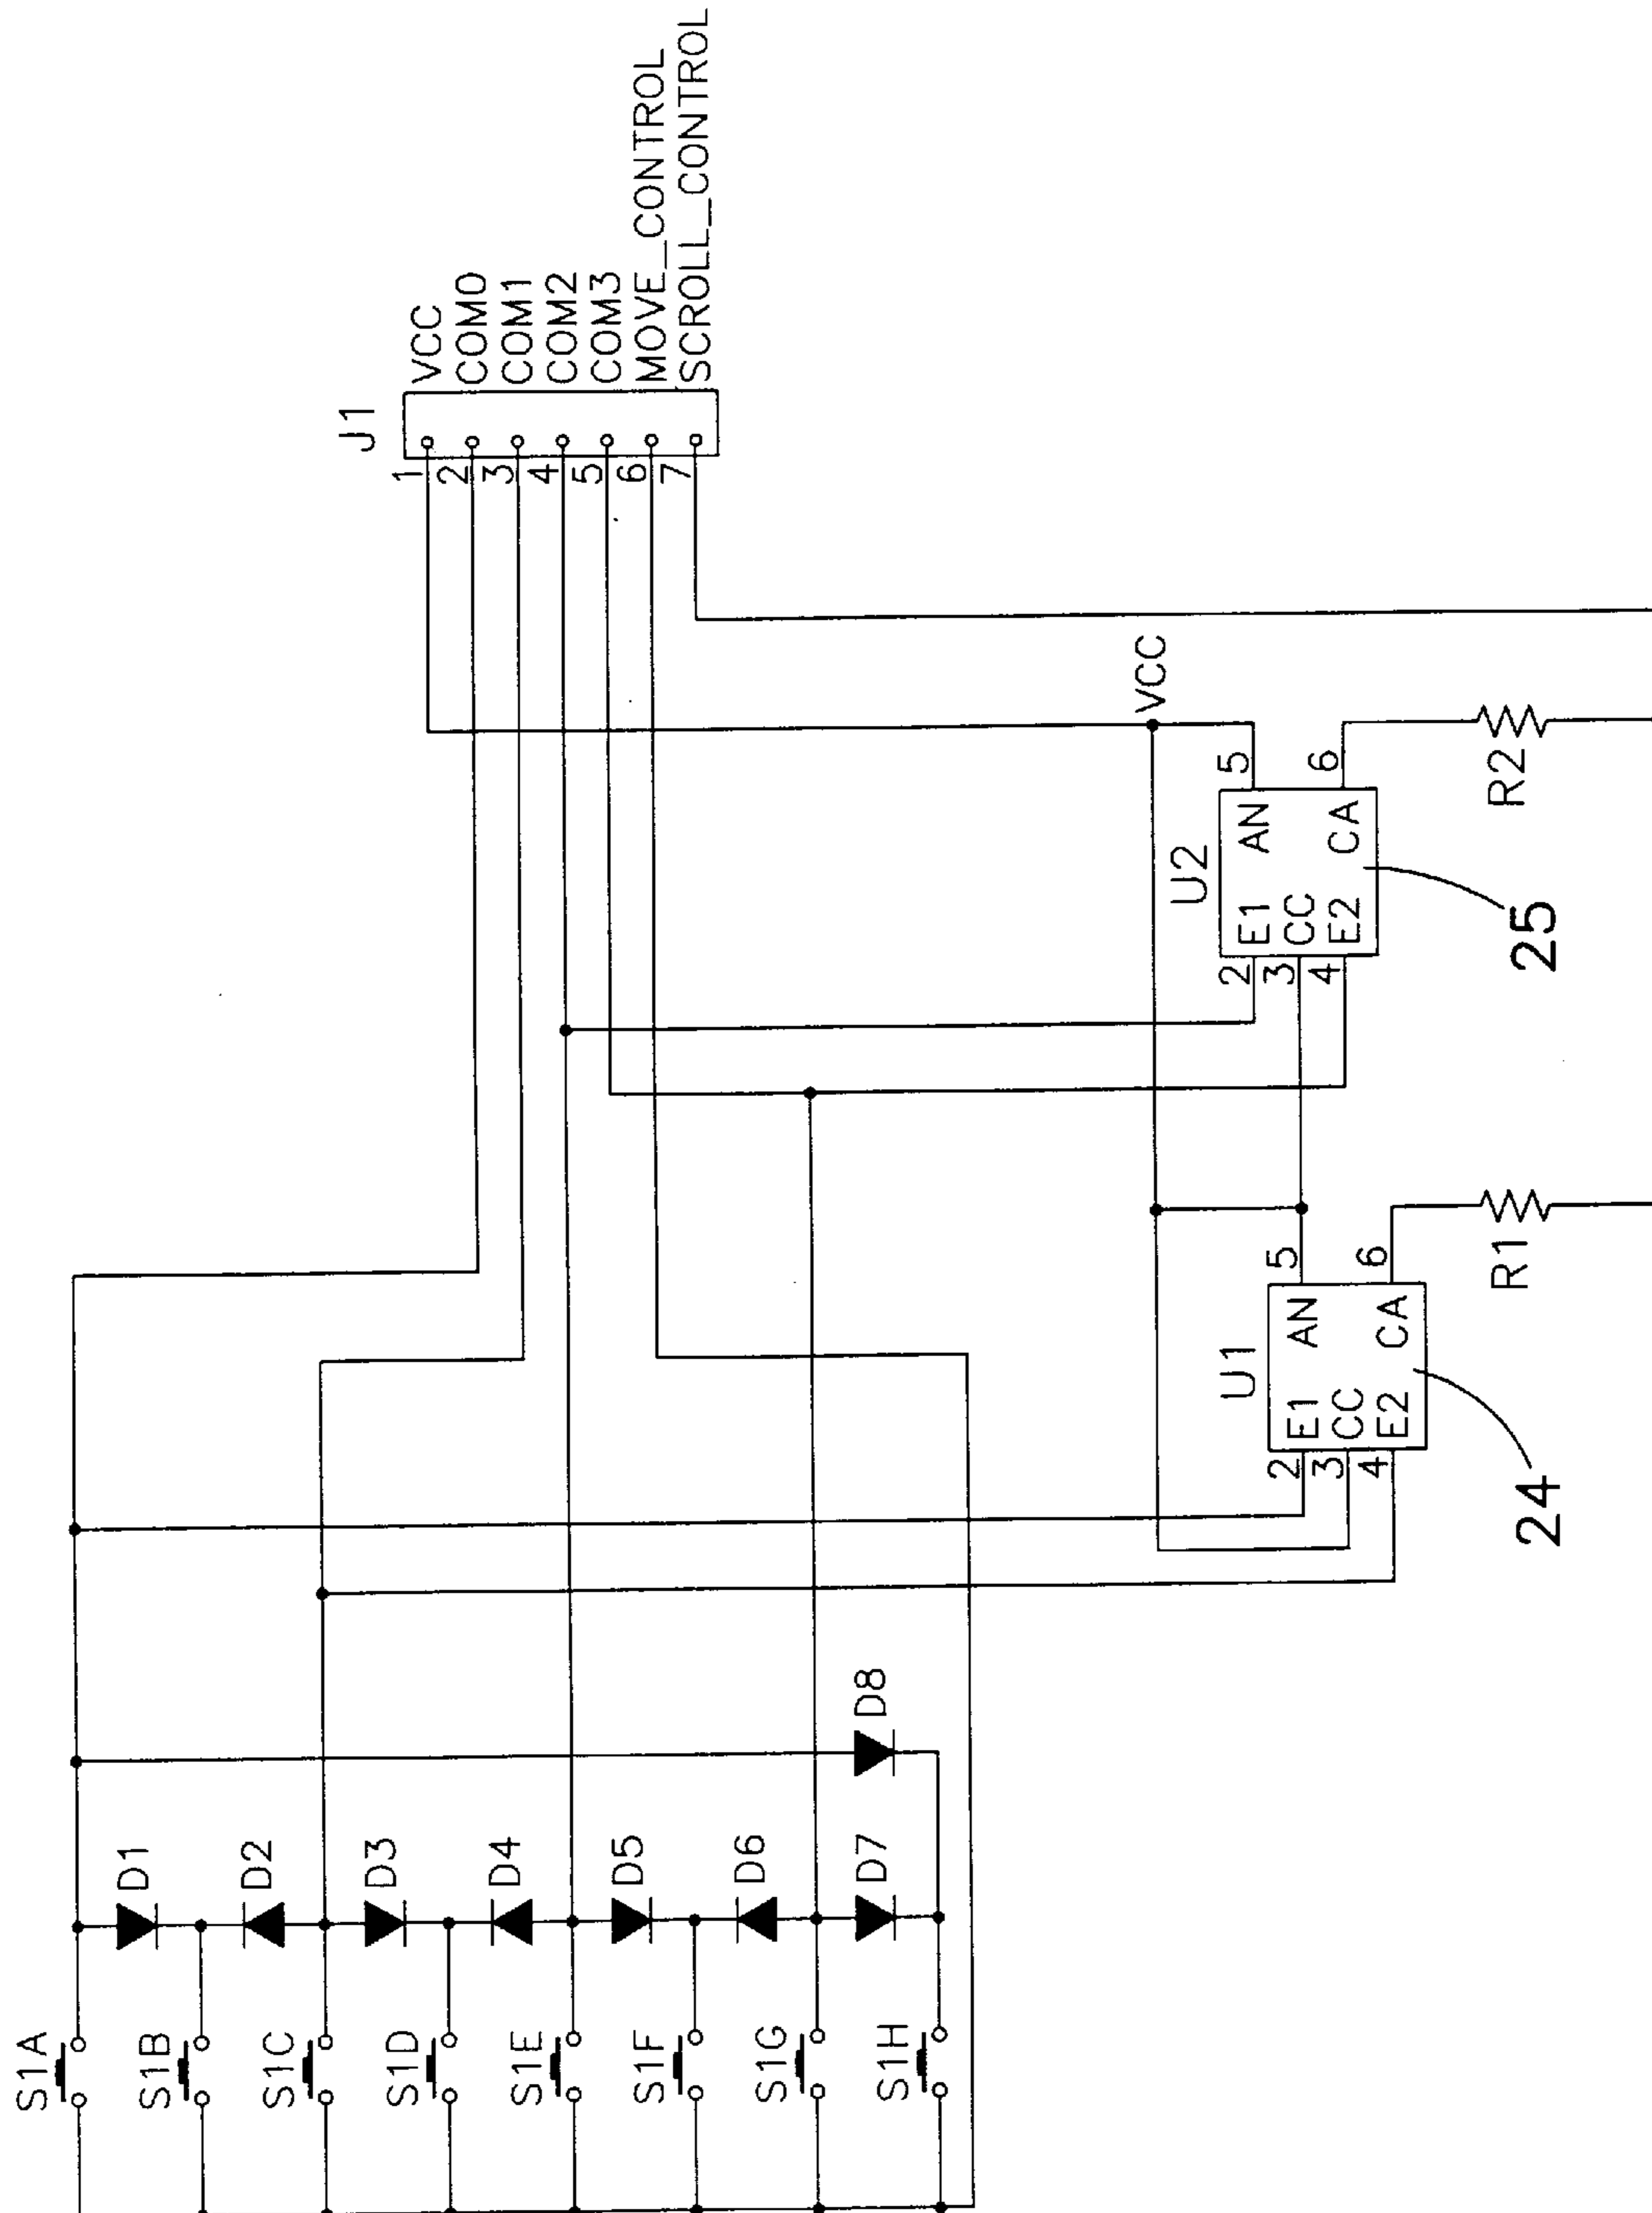 J1
1 VCC
2 COM0
3 COM1
4 COM2
5 COM3
6 MOVE_CONTROL
7 SCROLL_CONTROL
S1A
S1B
S1C
S1D
S1E
S1F
S1G
S1H
D1
D2
D3
D4
D5
D6
D7
D8
VCC
U1
2 E1
3 CC
4 E2
AN 5
CA 6
R1
24
U2
2 E1
3 CC
4 E2
AN 5
CA 6
R2
25